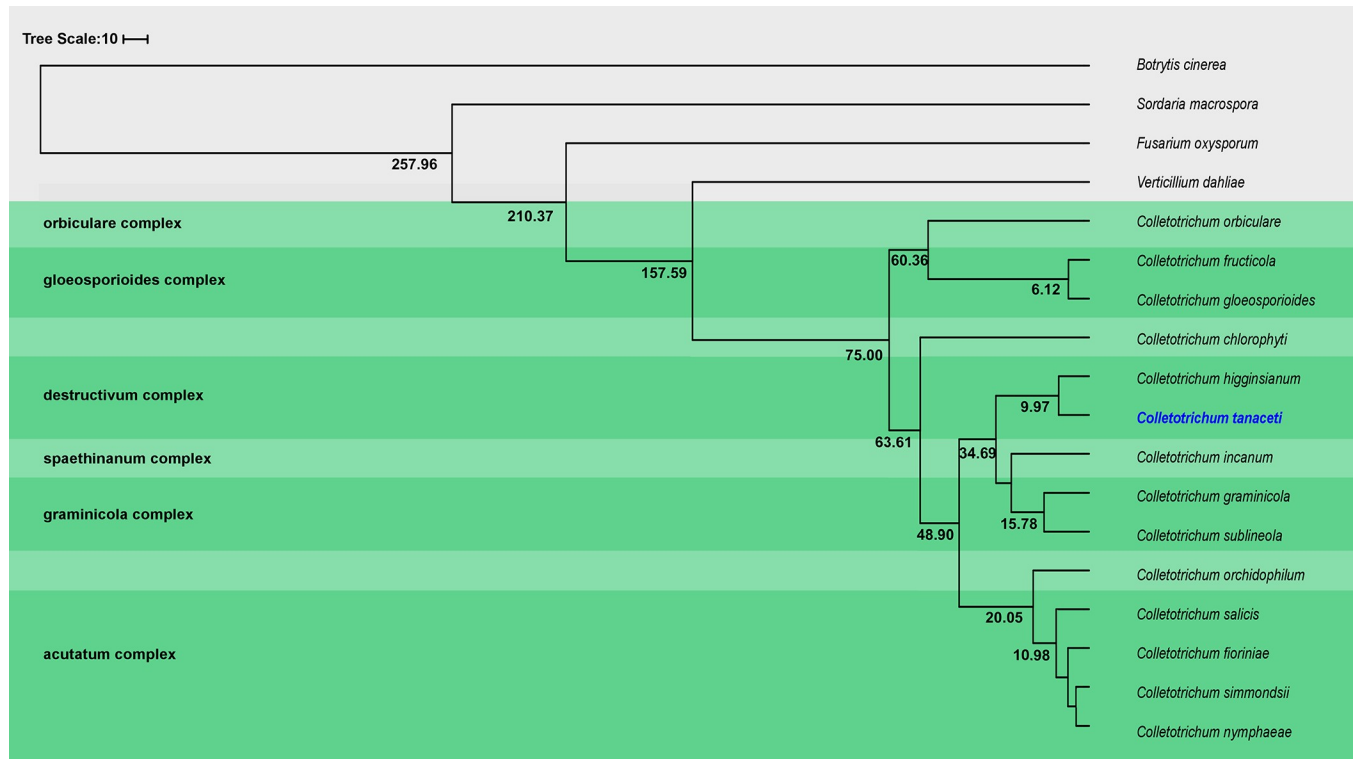 Tree Scale:10
Botrytis cinerea
Sordaria macrospora
Fusarium oxysporum
257.96
Verticillium dahliae
210.37
orbiculare complex
Colletotrichum orbiculare
60.36
Colletotrichum fructicola
157.59
gloeosporioides complex
6.12
Colletotrichum gloeosporioides
Colletotrichum chlorophyti
75.00
Colletotrichum higginsianum
destructivum complex
9.97
Colletotrichum tanaceti
63.61
34.69
spaethinanum complex
Colletotrichum incanum
Colletotrichum graminicola
graminicola complex
15.78
48.90
Colletotrichum sublineola
Colletotrichum orchidophilum
20.05
Colletotrichum salicis
acutatum complex
10.98
Colletotrichum fioriniae
Colletotrichum simmondsii
Colletotrichum nymphaeae